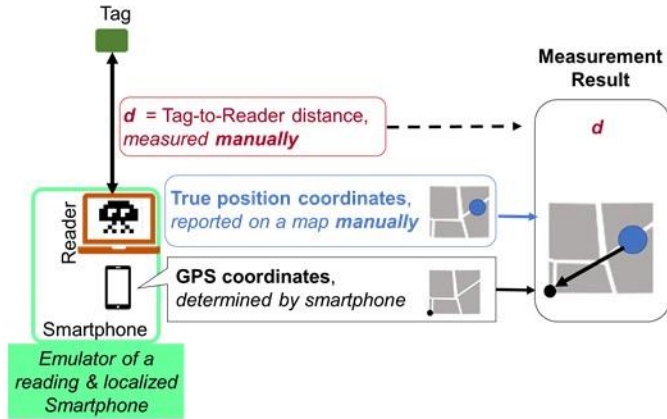 Tag
Measurement
Result
d = Tag-to-Reader distance,
measured manually
d
Reader
True position coordinates,
reported on a map manually
GPS coordinates,
determined by smartphone
Smartphone
Emulator of a
reading & localized
Smartphone